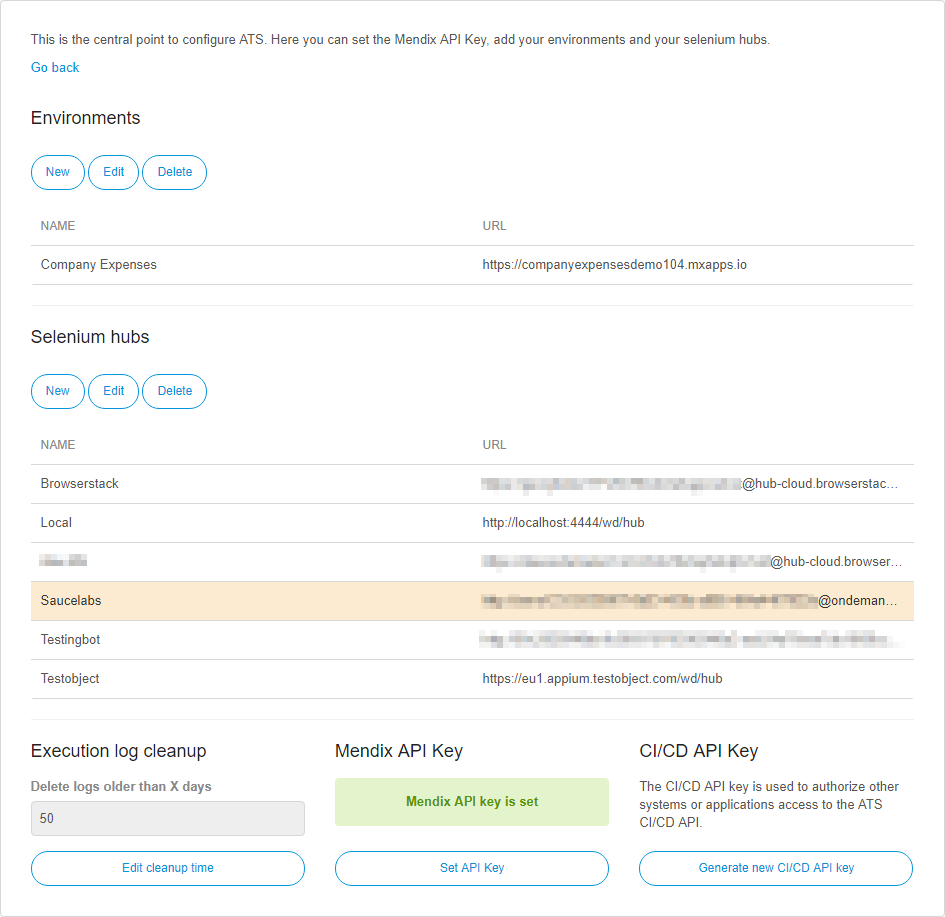 This is the central point to configure ATS. Here you can set the Mendix API Key, add your environments and your selenium hubs.
Go back
Environments
New Edit Delete
NAME URL
Company Expenses https://companyexpensesdemo104.mxapps.io
Selenium hubs
New Edit Delete
NAME URL
Browserstack @hub-cloud.browserstac...
Local http://localhost:4444/wd/hub
@hub-cloud.browser...
Saucelabs @ondeman...
Testingbot
Testobject https://eu1.appium.testobject.com/wd/hub
Execution log cleanup
Delete logs older than X days
50
Edit cleanup time
Mendix API Key
Mendix API key is set
Set API Key
CI/CD API Key
The CI/CD API key is used to authorize other
systems or applications access to the ATS
CI/CD API.
Generate new CI/CD API key